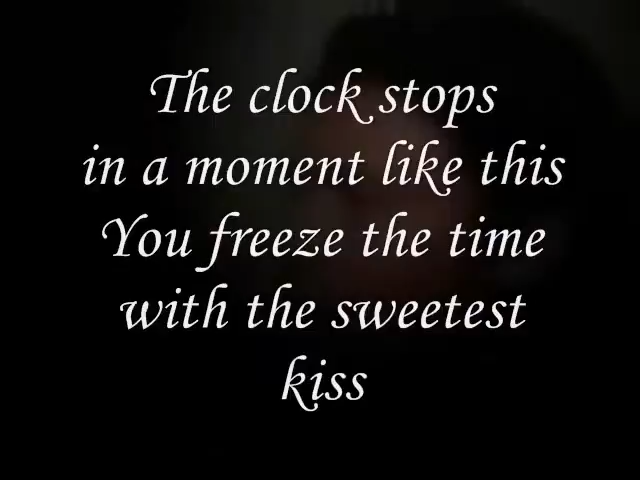 The clock stops
in a moment like this
You freeze the time
with the sweetest
kiss